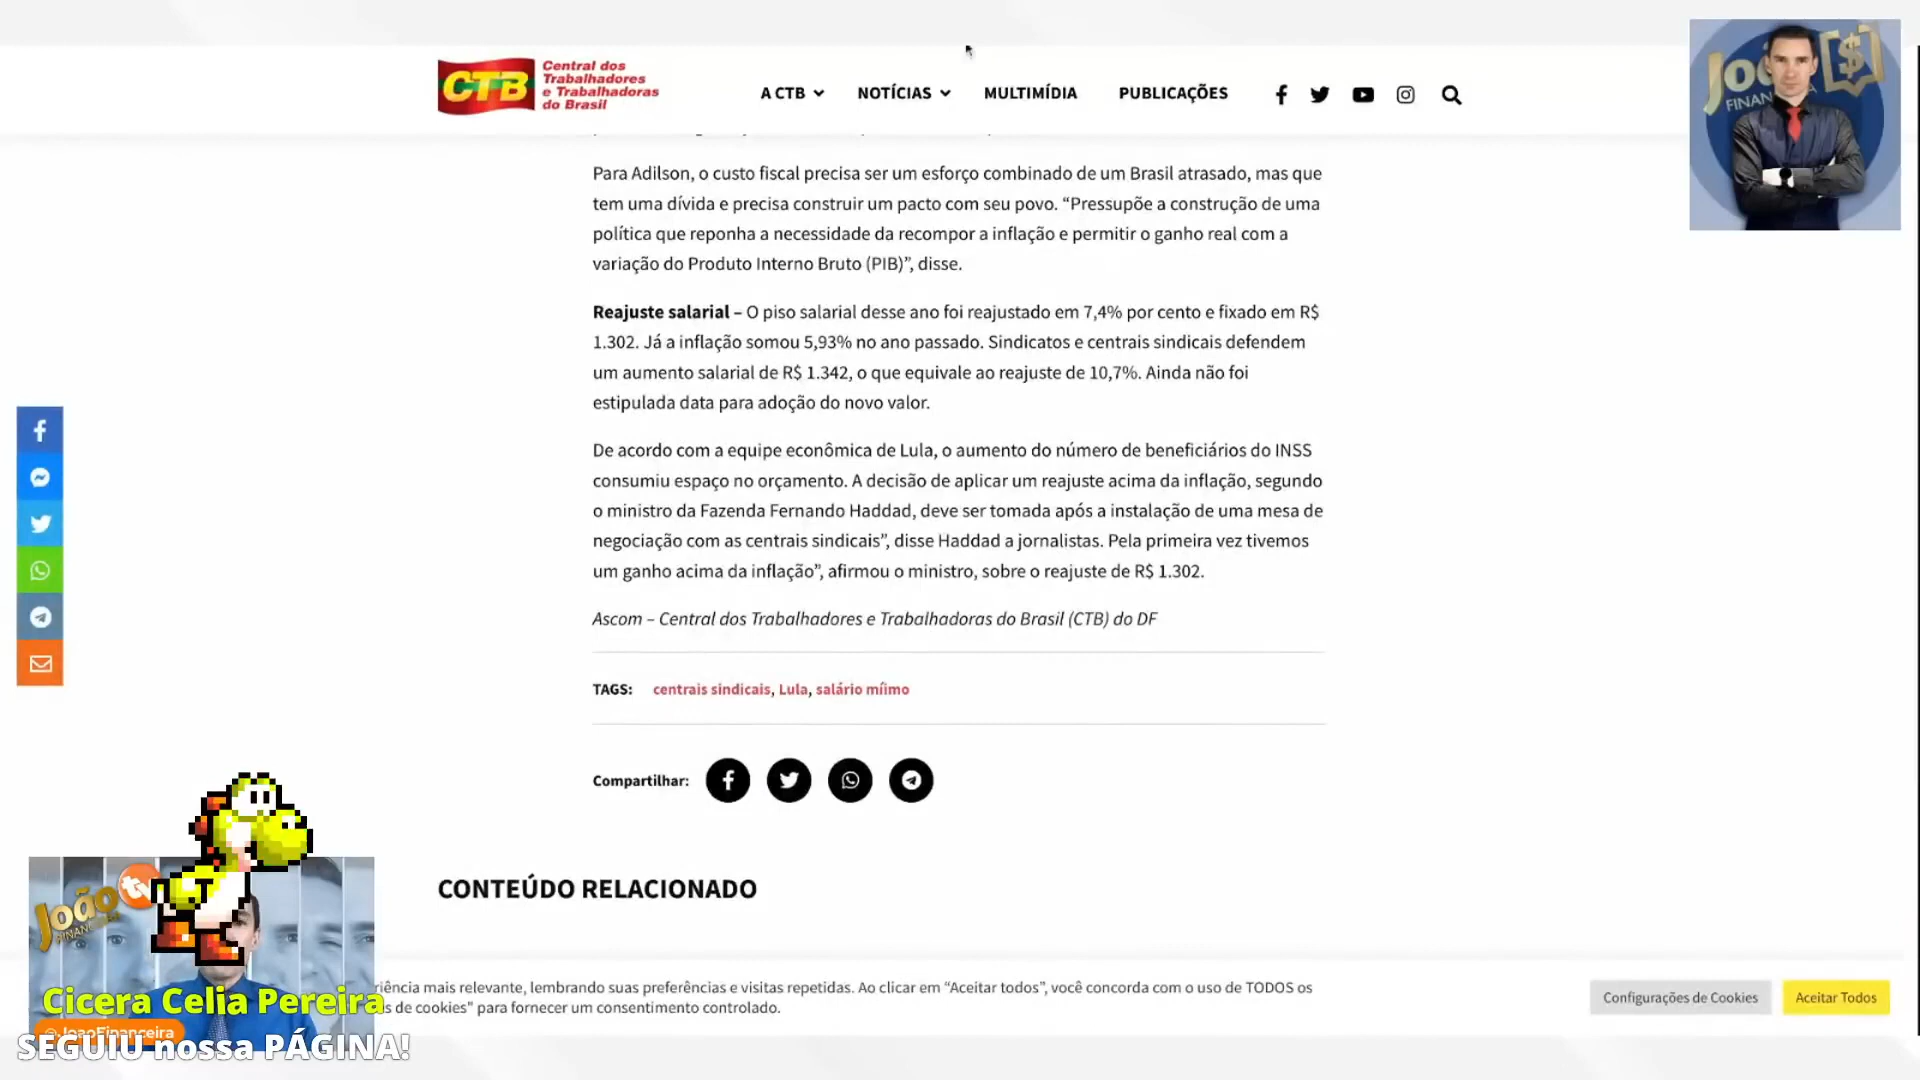 CTB
Central dos
Trabalhadores
e Trabalhadoras
do Brasil
A CTB
NOTÍCIAS
MULTIMÍDIA
PUBLICAÇÕES
João
Para Adilson, o custo fiscal precisa ser um esforço combinado de um Brasil atrasado, mas que
tem uma dívida e precisa construir um pacto com seu povo. “Pressupõe a construção de uma
política que reponha a necessidade da recompor a inflação e permitir o ganho real com a
variação do Produto Interno Bruto (PIB)”, disse.
Reajuste salarial – O piso salarial desse ano foi reajustado em 7,4% por cento e fixado em R$
1.302. Já a inflação somou 5,93% no ano passado. Sindicatos e centrais sindicais defendem
um aumento salarial de R$ 1.342, o que equivale ao reajuste de 10,7%. Ainda não foi
estipulada data para adoção do novo valor.
De acordo com a equipe econômica de Lula, o aumento do número de beneficiários do INSS
consumiu espaço no orçamento. A decisão de aplicar um reajuste acima da inflação, segundo
o ministro da Fazenda Fernando Haddad, deve ser tomada após a instalação de uma mesa de
negociação com as centrais sindicais”, disse Haddad a jornalistas. Pela primeira vez tivemos
um ganho acima da inflação”, afirmou o ministro, sobre o reajuste de R$ 1.302.
Ascom – Central dos Trabalhadores e Trabalhadoras do Brasil (CTB) do DF
TAGS: centrais sindicais, Lula, salário míimo
Compartilhar:
CONTEÚDO RELACIONADO
João
tv
riência mais relevante, lembrando suas preferências e visitas repetidas. Ao clicar em “Aceitar todos”, você concorda com o uso de TODOS os
s de cookies" para fornecer um consentimento controlado.
Configurações de Cookies
Aceitar Todos
Cicera Celia Pereira
@JoaoFinanceira
SEGUIU nossa PÁGINA!